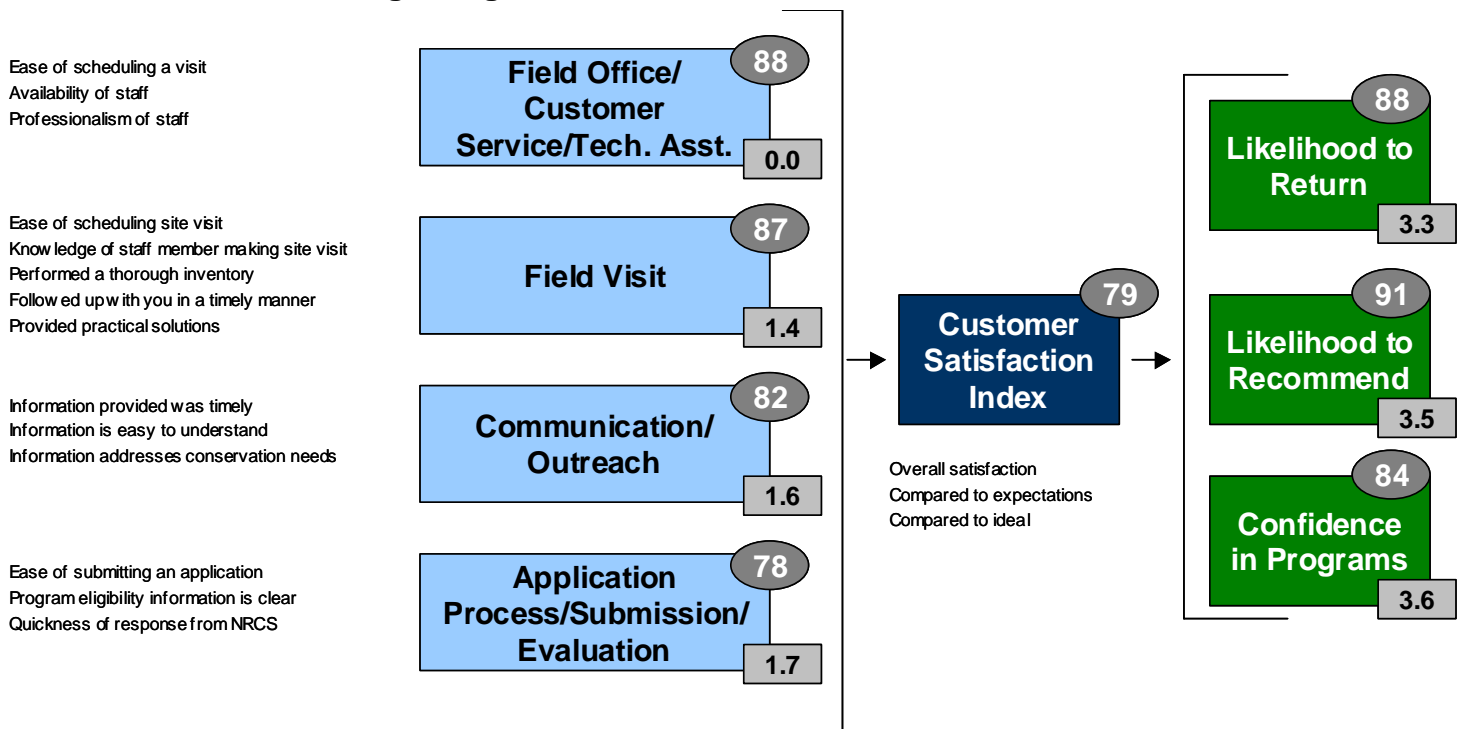 Ease of scheduling a visit
Availability of staff
Professionalism of staff
88
Field Office/
Customer
Service/Tech. Asst.
0.0
Ease of scheduling site visit
Knowledge of staff member making site visit
Performed a thorough inventory
Followed up with you in a timely manner
Provided practical solutions
87
Field Visit
1.4
Information provided was timely
Information is easy to understand
Information addresses conservation needs
82
Communication/
Outreach
1.6
Ease of submitting an application
Program eligibility information is clear
Quickness of response from NRCS
78
Application
Process/Submission/
Evaluation
1.7
79
Customer
Satisfaction
Index
Overall satisfaction
Compared to expectations
Compared to ideal
88
Likelihood to
Return
3.3
91
Likelihood to
Recommend
3.5
84
Confidence
in Programs
3.6